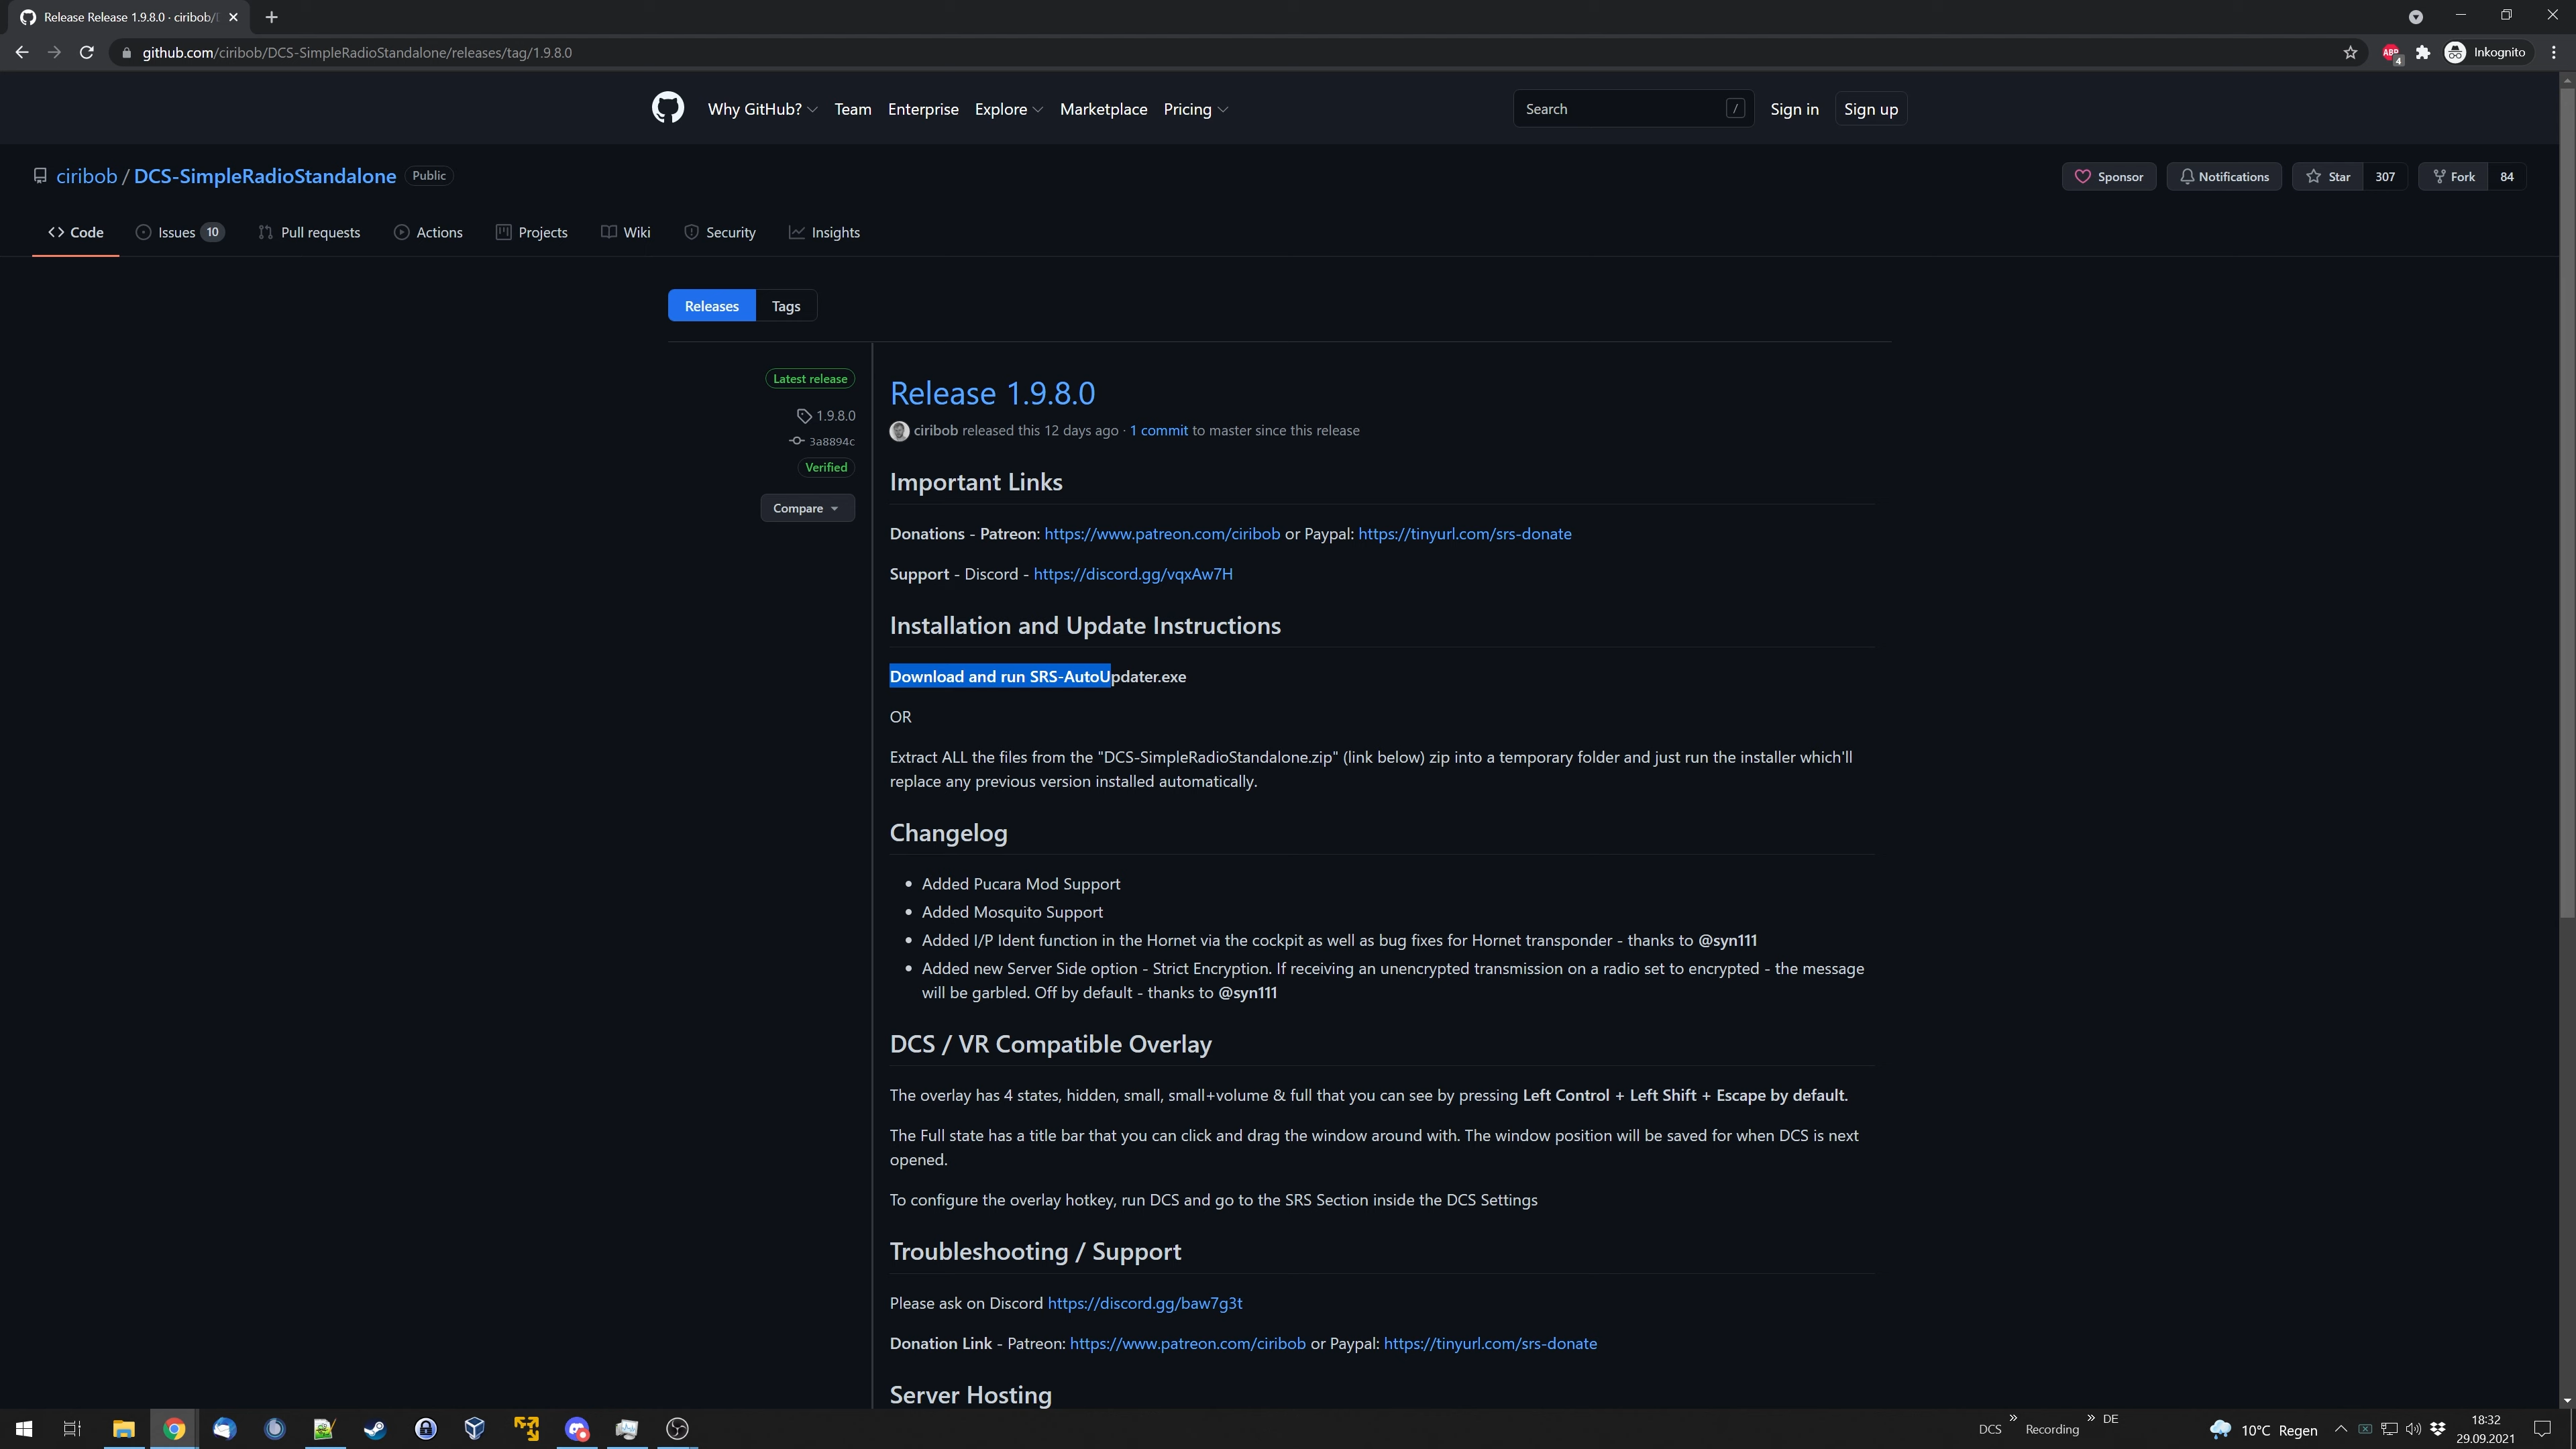 Release Release 1.9.8.0 · ciribob/
github.com/ciribob/DCS-SimpleRadioStandalone/releases/tag/1.9.8.0
ABP 4
Inkognito
Why GitHub? Team Enterprise Explore Marketplace Pricing
Search /
Sign in Sign up
ciribob / DCS-SimpleRadioStandalone Public
Sponsor Notifications Star 307 Fork 84
Code Issues 10 Pull requests Actions Projects Wiki Security Insights
Releases Tags
Latest release
1.9.8.0
3a8894c
Verified
Compare
Release 1.9.8.0
ciribob released this 12 days ago · 1 commit to master since this release
Important Links
Donations - Patreon: https://www.patreon.com/ciribob or Paypal: https://tinyurl.com/srs-donate
Support - Discord - https://discord.gg/vqxAw7H
Installation and Update Instructions
Download and run SRS-AutoUpdater.exe
OR
Extract ALL the files from the "DCS-SimpleRadioStandalone.zip" (link below) zip into a temporary folder and just run the installer which'll
replace any previous version installed automatically.
Changelog
• Added Pucara Mod Support
• Added Mosquito Support
• Added I/P Ident function in the Hornet via the cockpit as well as bug fixes for Hornet transponder - thanks to @syn111
• Added new Server Side option - Strict Encryption. If receiving an unencrypted transmission on a radio set to encrypted - the message
will be garbled. Off by default - thanks to @syn111
DCS / VR Compatible Overlay
The overlay has 4 states, hidden, small, small+volume & full that you can see by pressing Left Control + Left Shift + Escape by default.
The Full state has a title bar that you can click and drag the window around with. The window position will be saved for when DCS is next
opened.
To configure the overlay hotkey, run DCS and go to the SRS Section inside the DCS Settings
Troubleshooting / Support
Please ask on Discord https://discord.gg/baw7g3t
Donation Link - Patreon: https://www.patreon.com/ciribob or Paypal: https://tinyurl.com/srs-donate
Server Hosting
DCS » Recording » DE
10°C Regen
18:32
29.09.2021